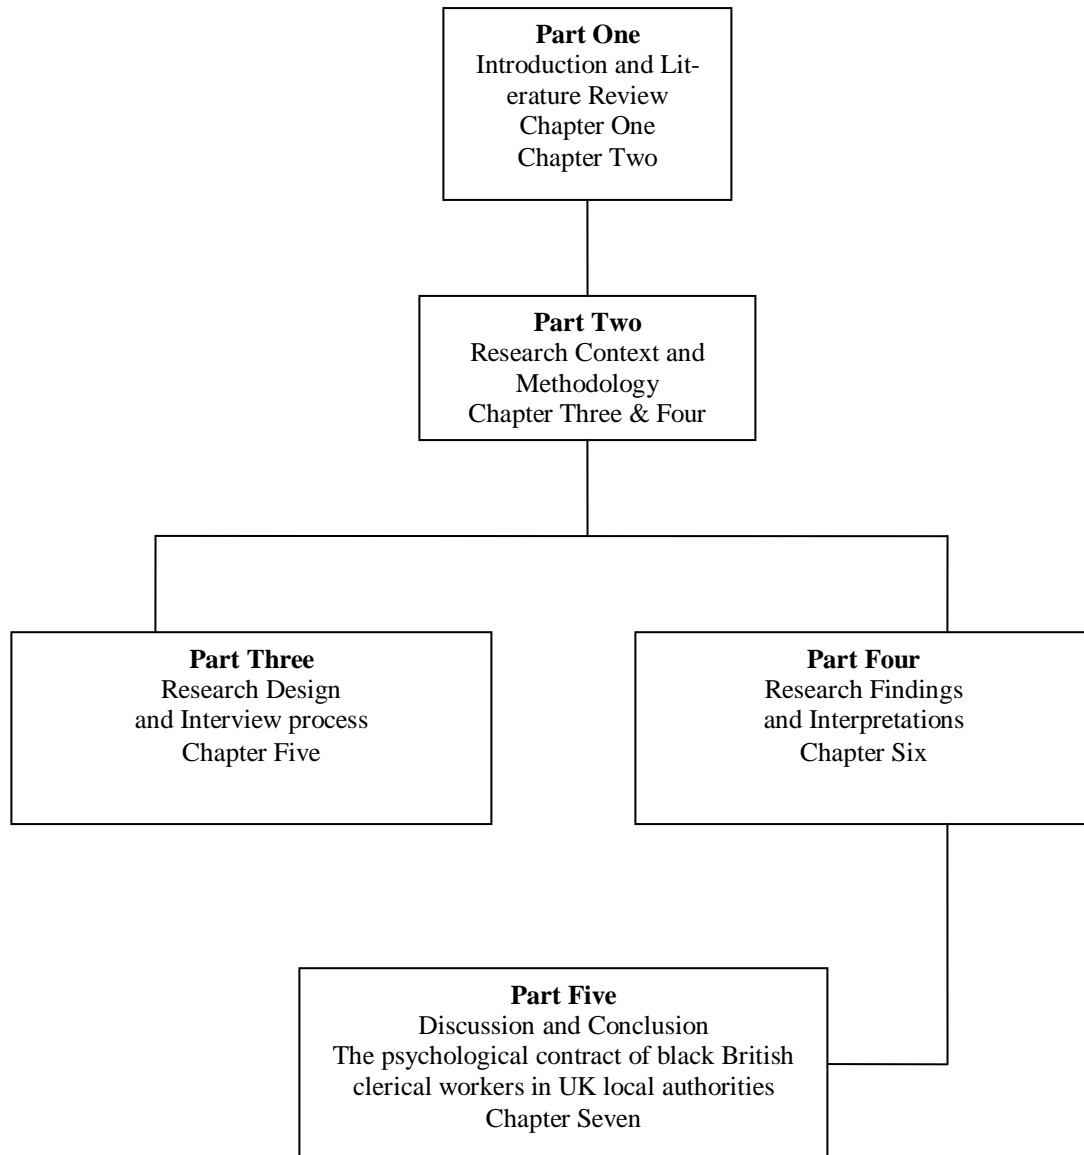 Part One
Introduction and Lit-
erature Review
Chapter One
Chapter Two
Part Two
Research Context and
Methodology
Chapter Three & Four
Part Three
Research Design
and Interview process
Chapter Five
Part Four
Research Findings
and Interpretations
Chapter Six
Part Five
Discussion and Conclusion
The psychological contract of black British
clerical workers in UK local authorities
Chapter Seven